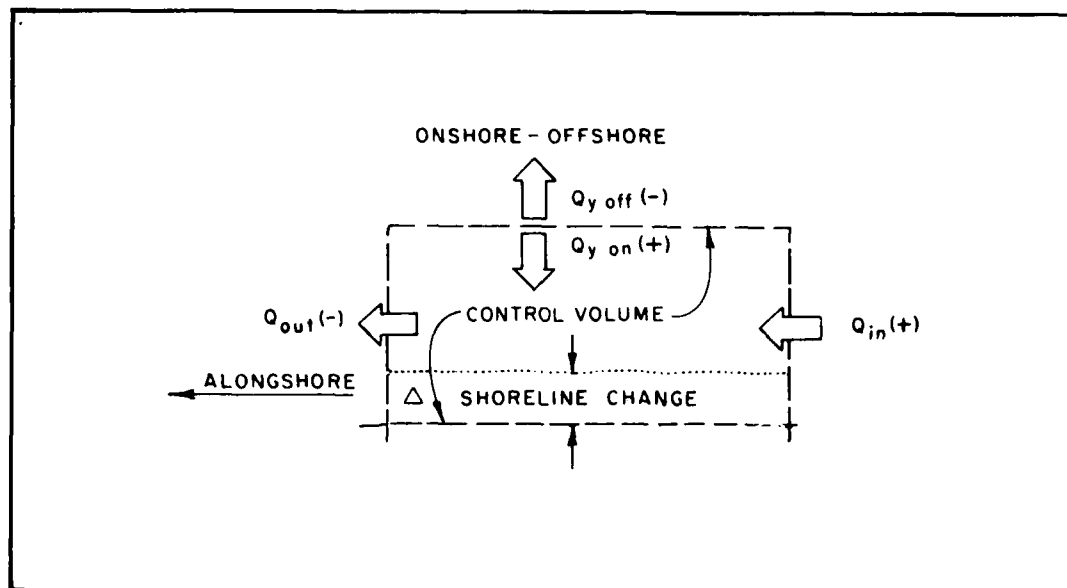 ONSHORE - OFFSHORE
Qy off (-)
Qy on (+)
CONTROL VOLUME
Qout (-)
Qin (+)
ALONGSHORE
△ SHORELINE CHANGE